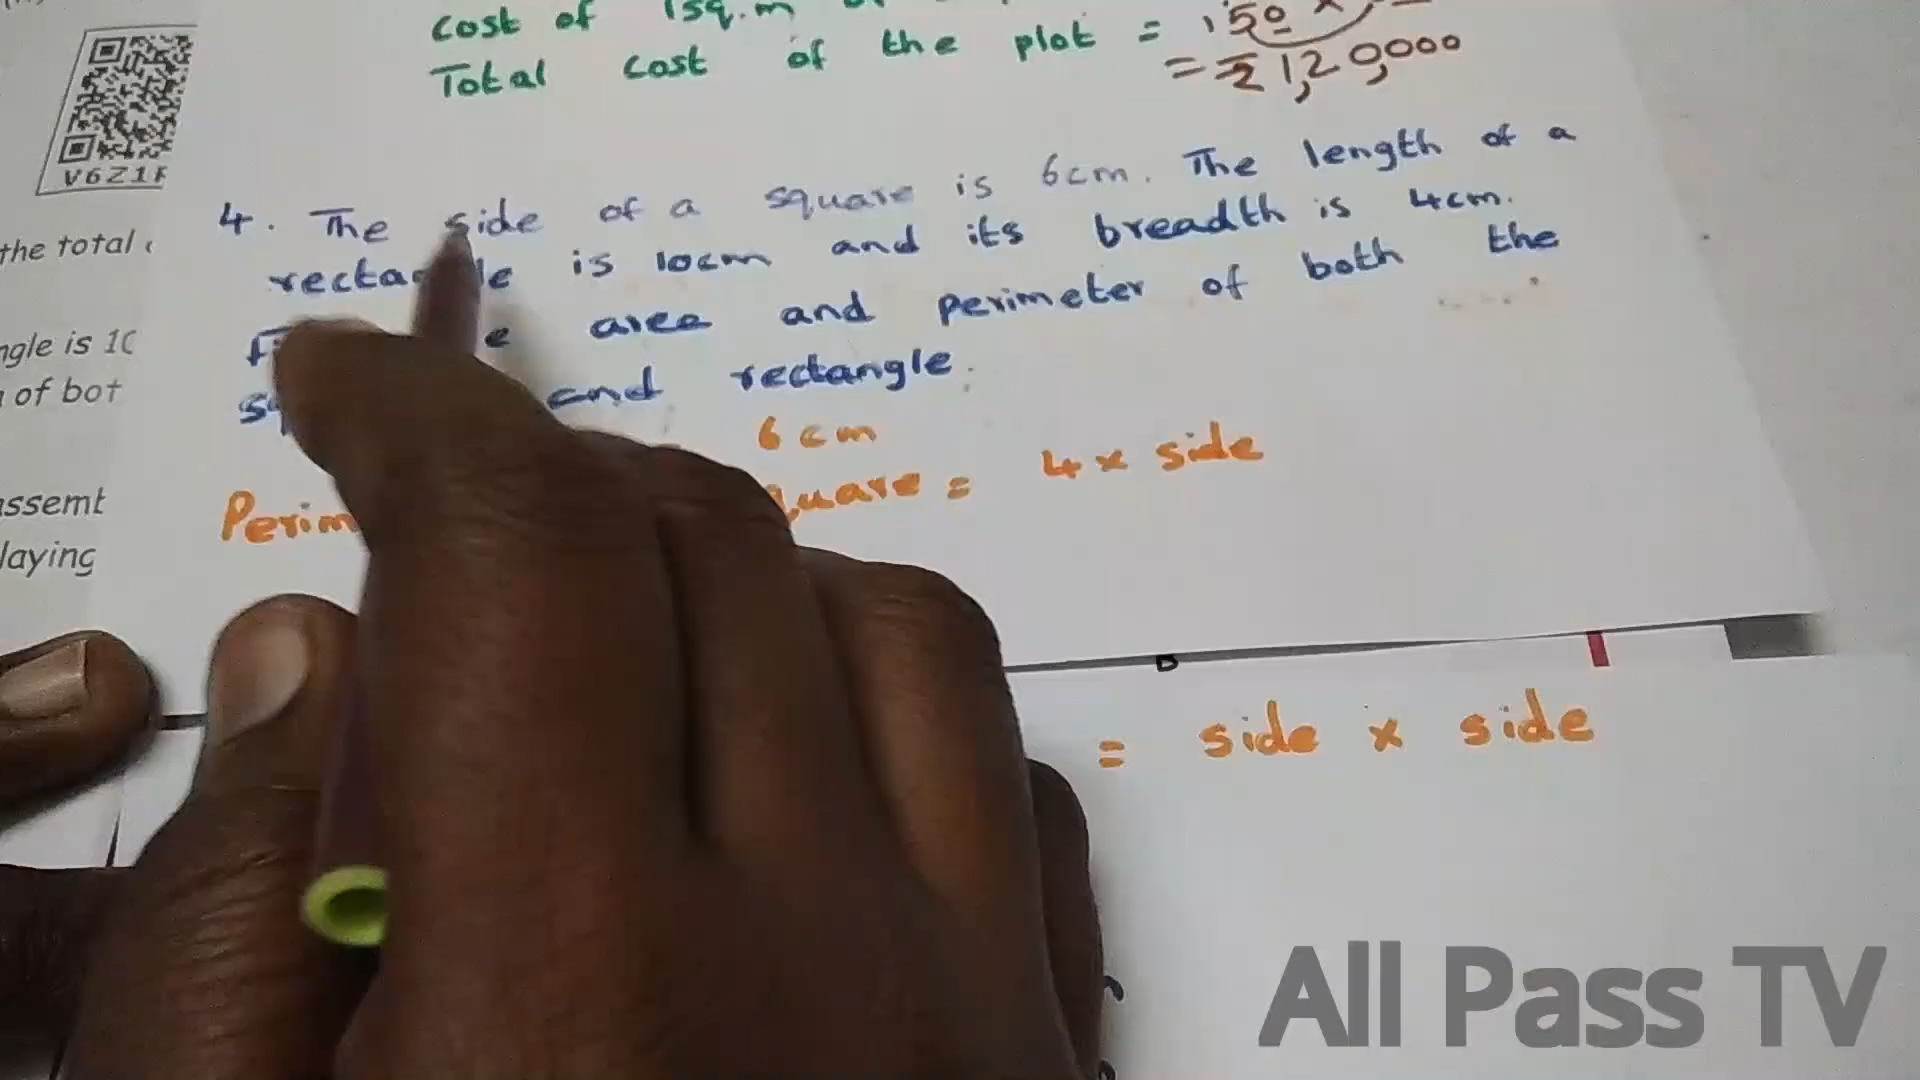 cost of 1sq.m
Total cost of the plot = 150 ×
= ₹ 1,20,000
V6Z1F
the total
ngle is 10
of bot
assemt
laying
4. The side of a square is 6cm. The length of a
rectangle is 10cm and its breadth is 4cm.
area and perimeter of both the
and rectangle.
6 cm
Perim quare = 4 × side
= side × side
All Pass TV